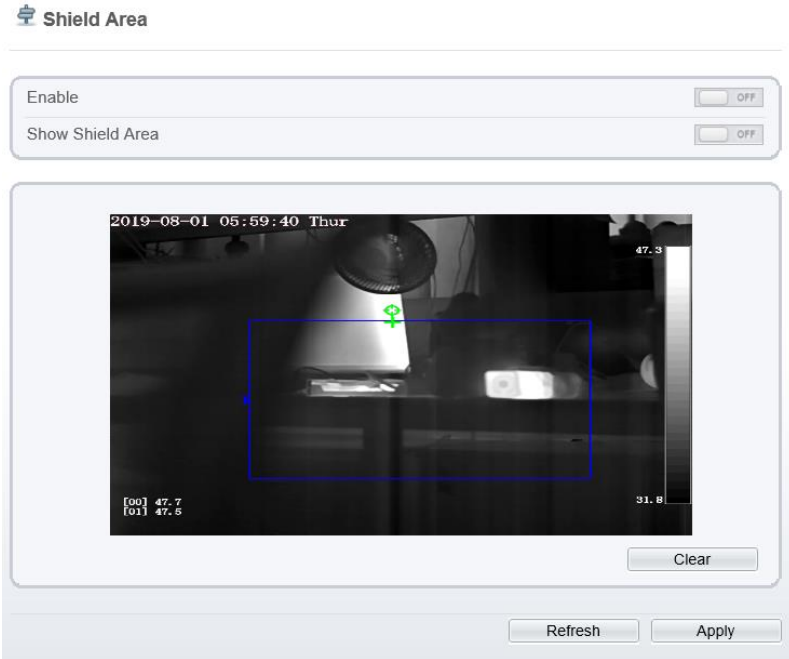 Shield Area
Enable
OFF
Show Shield Area
OFF
2019-08-01 05:59:40 Thur
47.3
[00] 47.7
[01] 47.5
31.8
Clear
Refresh
Apply